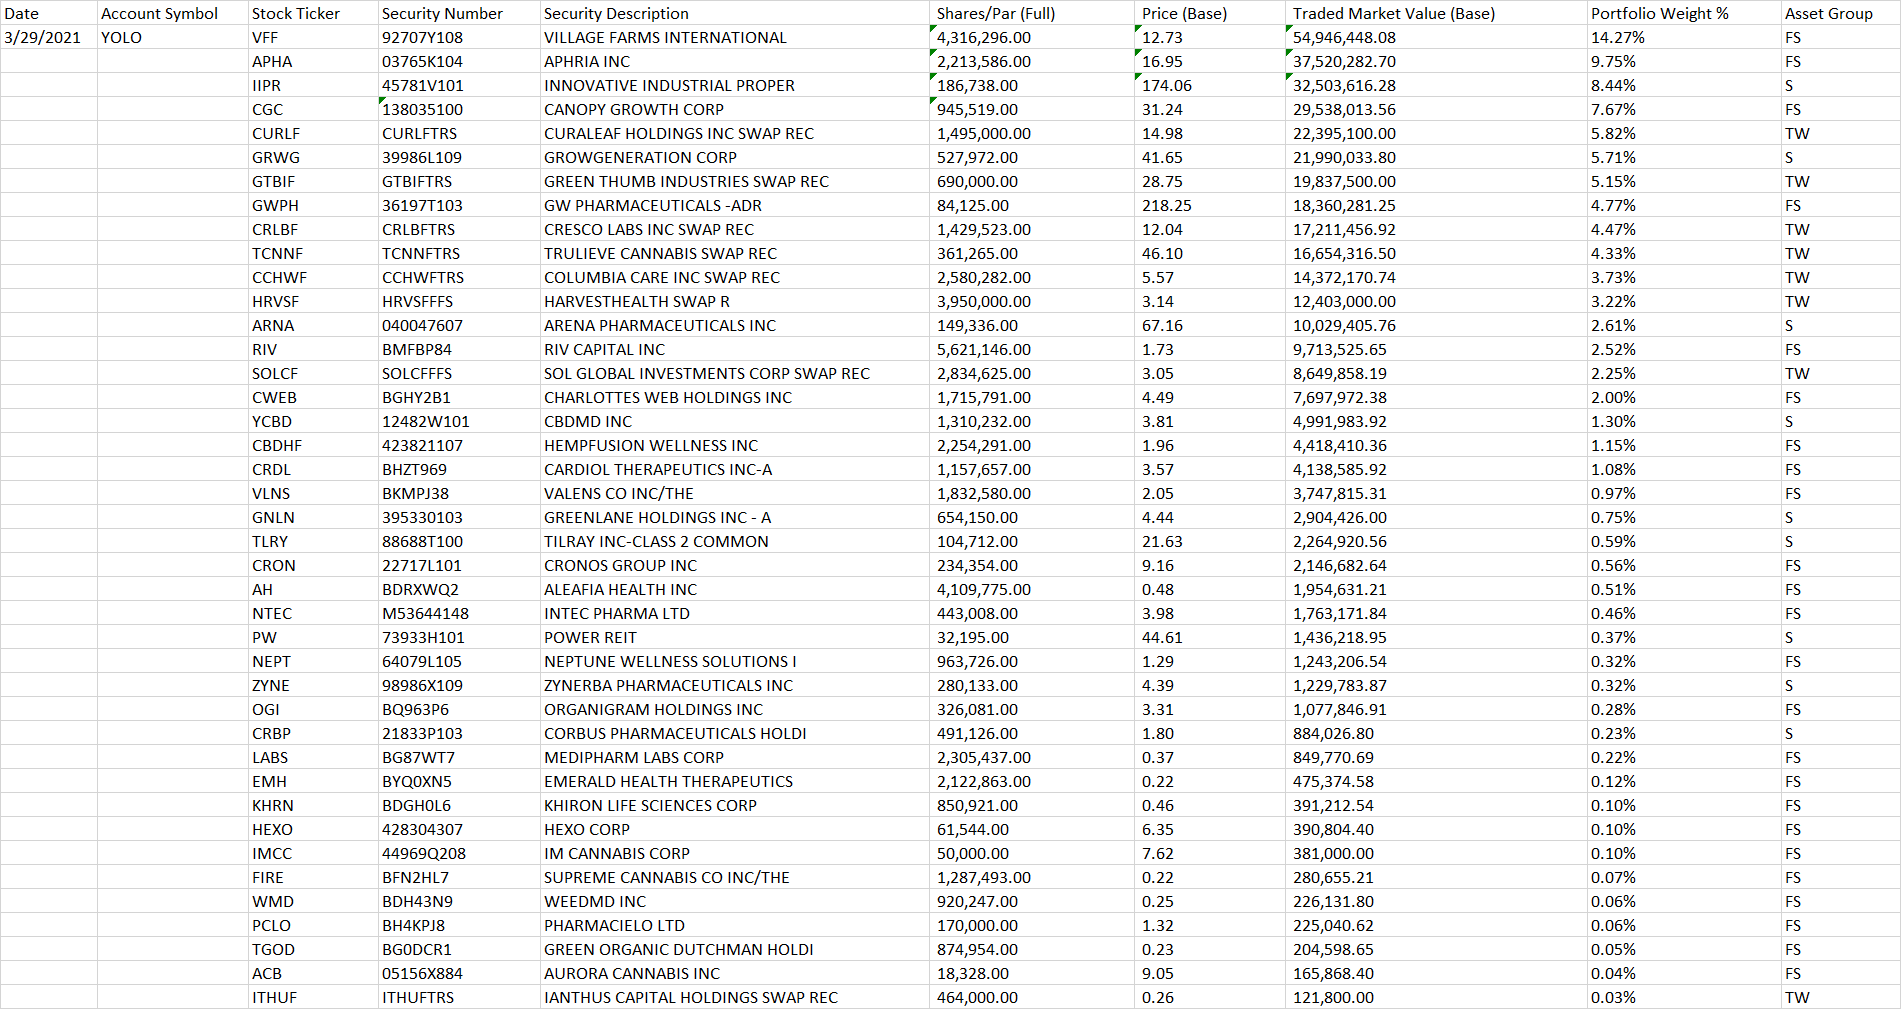 Date Account Symbol Stock Ticker Security Number Security Description Shares/Par (Full) Price (Base) Traded Market Value (Base) Portfolio Weight % Asset Group
3/29/2021 YOLO VFF 92707Y108 VILLAGE FARMS INTERNATIONAL 4,316,296.00 12.73 54,946,448.08 14.27% FS
APHA 03765K104 APHRIA INC 2,213,586.00 16.95 37,520,282.70 9.75% FS
IIPR 45781V101 INNOVATIVE INDUSTRIAL PROPER 186,738.00 174.06 32,503,616.28 8.44% S
CGC 138035100 CANOPY GROWTH CORP 945,519.00 31.24 29,538,013.56 7.67% FS
CURLF CURLFTRS CURALEAF HOLDINGS INC SWAP REC 1,495,000.00 14.98 22,395,100.00 5.82% TW
GRWG 39986L109 GROWGENERATION CORP 527,972.00 41.65 21,990,033.80 5.71% S
GTBIF GTBIFTRS GREEN THUMB INDUSTRIES SWAP REC 690,000.00 28.75 19,837,500.00 5.15% TW
GWPH 36197T103 GW PHARMACEUTICALS -ADR 84,125.00 218.25 18,360,281.25 4.77% FS
CRLBF CRLBFTRS CRESCO LABS INC SWAP REC 1,429,523.00 12.04 17,211,456.92 4.47% TW
TCNNF TCNNFTRS TRULIEVE CANNABIS SWAP REC 361,265.00 46.10 16,654,316.50 4.33% TW
CCHWF CCHWFTRS COLUMBIA CARE INC SWAP REC 2,580,282.00 5.57 14,372,170.74 3.73% TW
HRVSF HRVSFFFS HARVESTHEALTH SWAP R 3,950,000.00 3.14 12,403,000.00 3.22% TW
ARNA 040047607 ARENA PHARMACEUTICALS INC 149,336.00 67.16 10,029,405.76 2.61% S
RIV BMFBP84 RIV CAPITAL INC 5,621,146.00 1.73 9,713,525.65 2.52% FS
SOLCF SOLCFFFS SOL GLOBAL INVESTMENTS CORP SWAP REC 2,834,625.00 3.05 8,649,858.19 2.25% TW
CWEB BGHY2B1 CHARLOTTES WEB HOLDINGS INC 1,715,791.00 4.49 7,697,972.38 2.00% FS
YCBD 12482W101 CBDMD INC 1,310,232.00 3.81 4,991,983.92 1.30% S
CBDHF 423821107 HEMPFUSION WELLNESS INC 2,254,291.00 1.96 4,418,410.36 1.15% FS
CRDL BHZT969 CARDIOL THERAPEUTICS INC-A 1,157,657.00 3.57 4,138,585.92 1.08% FS
VLNS BKMPJ38 VALENS CO INC/THE 1,832,580.00 2.05 3,747,815.31 0.97% FS
GNLN 395330103 GREENLANE HOLDINGS INC - A 654,150.00 4.44 2,904,426.00 0.75% S
TLRY 88688T100 TILRAY INC-CLASS 2 COMMON 104,712.00 21.63 2,264,920.56 0.59% S
CRON 22717L101 CRONOS GROUP INC 234,354.00 9.16 2,146,682.64 0.56% FS
AH BDRXWQ2 ALEAFIA HEALTH INC 4,109,775.00 0.48 1,954,631.21 0.51% FS
NTEC M53644148 INTEC PHARMA LTD 443,008.00 3.98 1,763,171.84 0.46% FS
PW 73933H101 POWER REIT 32,195.00 44.61 1,436,218.95 0.37% S
NEPT 64079L105 NEPTUNE WELLNESS SOLUTIONS I 963,726.00 1.29 1,243,206.54 0.32% FS
ZYNE 98986X109 ZYNERBA PHARMACEUTICALS INC 280,133.00 4.39 1,229,783.87 0.32% S
OGI BQ963P6 ORGANIGRAM HOLDINGS INC 326,081.00 3.31 1,077,846.91 0.28% FS
CRBP 21833P103 CORBUS PHARMACEUTICALS HOLDI 491,126.00 1.80 884,026.80 0.23% S
LABS BG87WT7 MEDIPHARM LABS CORP 2,305,437.00 0.37 849,770.69 0.22% FS
EMH BYQ0XN5 EMERALD HEALTH THERAPEUTICS 2,122,863.00 0.22 475,374.58 0.12% FS
KHRN BDGH0L6 KHIRON LIFE SCIENCES CORP 850,921.00 0.46 391,212.54 0.10% FS
HEXO 428304307 HEXO CORP 61,544.00 6.35 390,804.40 0.10% FS
IMCC 44969Q208 IM CANNABIS CORP 50,000.00 7.62 381,000.00 0.10% FS
FIRE BFN2HL7 SUPREME CANNABIS CO INC/THE 1,287,493.00 0.22 280,655.21 0.07% FS
WMD BDH43N9 WEEDMD INC 920,247.00 0.25 226,131.80 0.06% FS
PCLO BH4KPJ8 PHARMACIELO LTD 170,000.00 1.32 225,040.62 0.06% FS
TGOD BG0DCR1 GREEN ORGANIC DUTCHMAN HOLDI 874,954.00 0.23 204,598.65 0.05% FS
ACB 05156X884 AURORA CANNABIS INC 18,328.00 9.05 165,868.40 0.04% FS
ITHUF ITHUFTRS IANTHUS CAPITAL HOLDINGS SWAP REC 464,000.00 0.26 121,800.00 0.03% TW